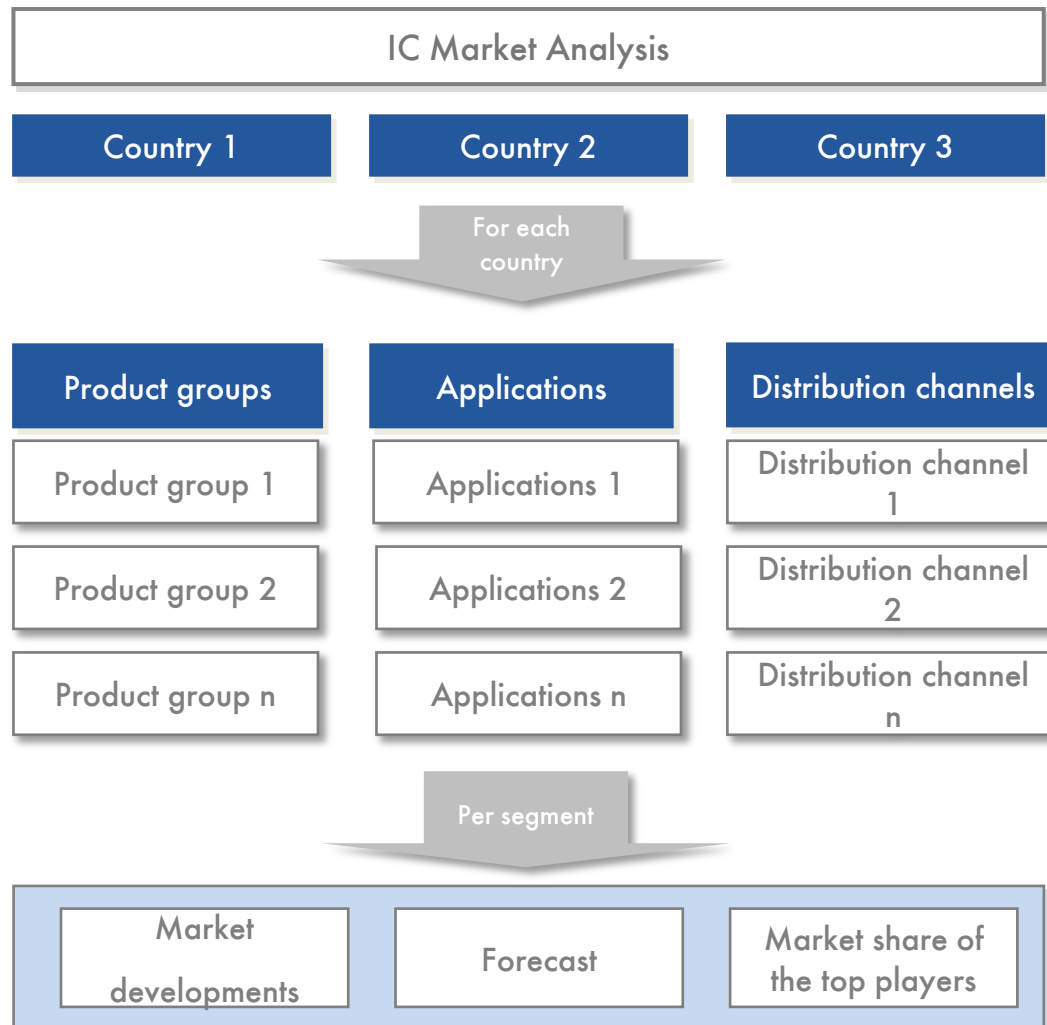 IC Market Analysis
Country 1
Country 2
Country 3
For each
country
Product groups
Applications
Distribution channels
Product group 1
Applications 1
Distribution channel
1
Product group 2
Applications 2
Distribution channel
2
Product group n
Applications n
Distribution channel
n
Per segment
Market
developments
Forecast
Market share of
the top players